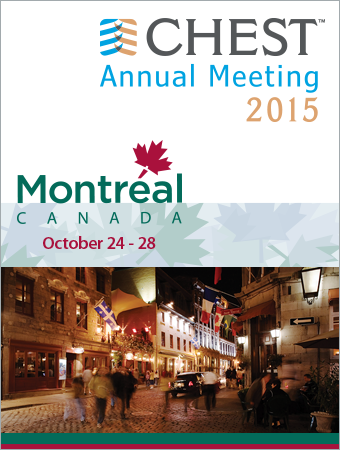 CHEST™
Annual Meeting
2015
Montréal
CANADA
October 24 - 28